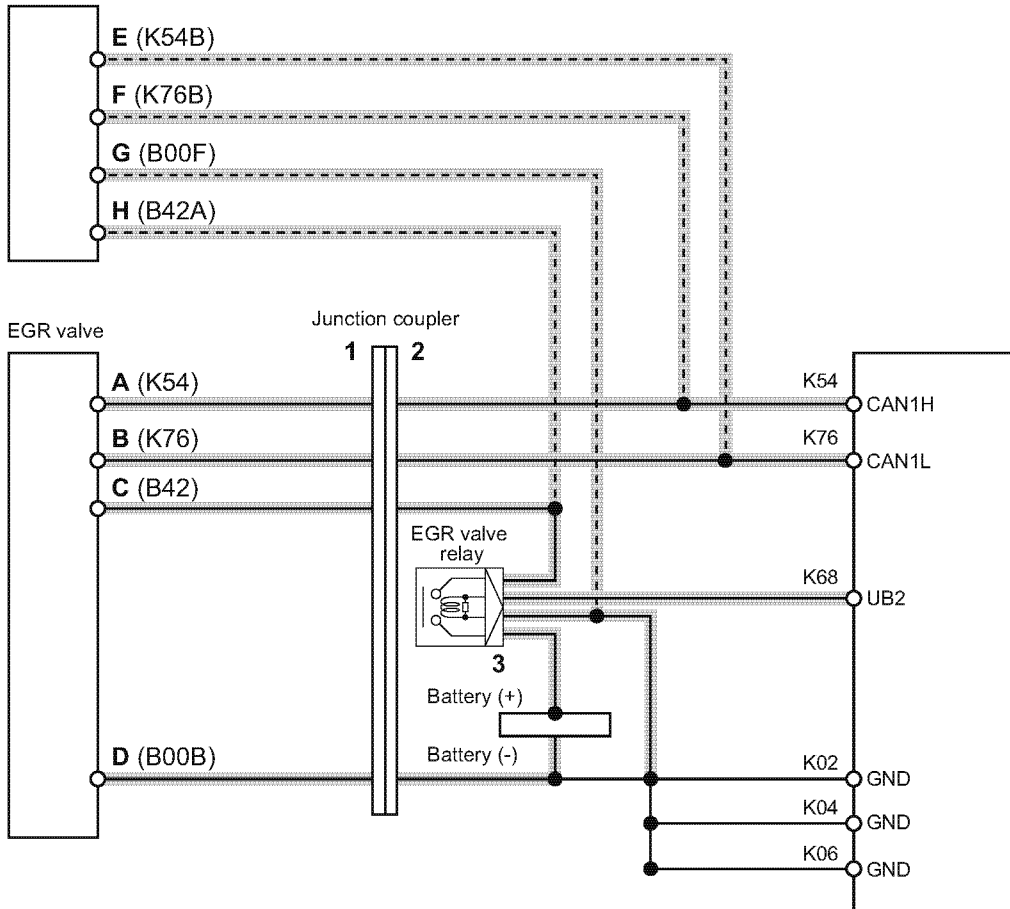 E (K54B)
F (K76B)
G (B00F)
H (B42A)
EGR valve
Junction coupler
1 2
A (K54)
K54
CAN1H
B (K76)
K76
CAN1L
C (B42)
EGR valve
relay
K68
UB2
3
Battery (+)
Battery (-)
D (B00B)
K02
GND
K04
GND
K06
GND